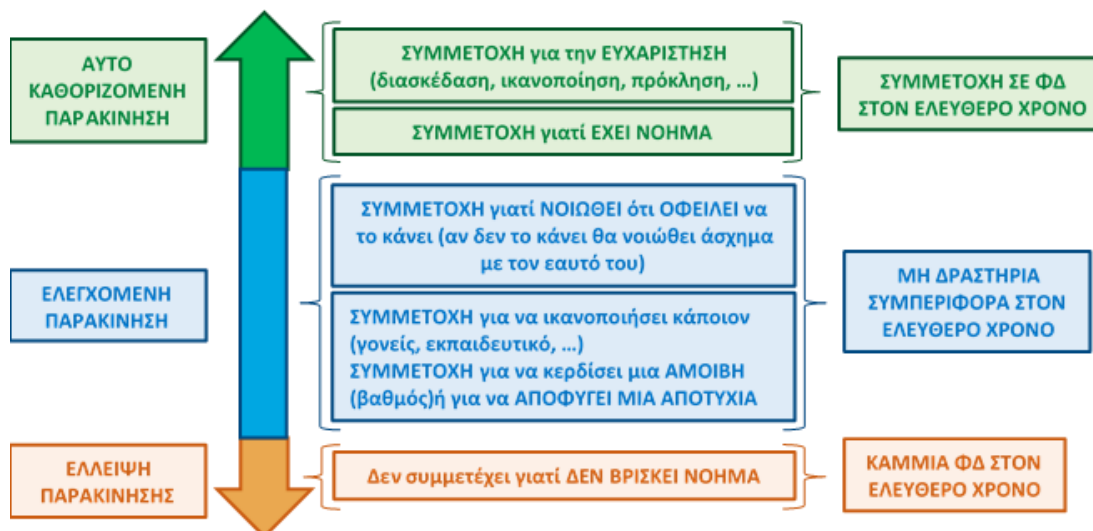 ΑΥΤΟ
ΚΑΘΟΡΙΖΟΜΕΝΗ
ΠΑΡΑΚΙΝΗΣΗ
ΣΥΜΜΕΤΟΧΗ για την ΕΥΧΑΡΙΣΤΗΣΗ
(διασκέδαση, ικανοποίηση, πρόκληση, ...)
ΣΥΜΜΕΤΟΧΗ γιατί ΕΧΕΙ ΝΟΗΜΑ
ΣΥΜΜΕΤΟΧΗ ΣΕ ΦΔ
ΣΤΟΝ ΕΛΕΥΘΕΡΟ ΧΡΟΝΟ
ΕΛΕΓΧΟΜΕΝΗ
ΠΑΡΑΚΙΝΗΣΗ
ΣΥΜΜΕΤΟΧΗ γιατί ΝΟΙΩΘΕΙ ότι ΟΦΕΙΛΕΙ να
το κάνει (αν δεν το κάνει θα νοιώθει άσχημα
με τον εαυτό του)
ΣΥΜΜΕΤΟΧΗ για να ικανοποιήσει κάποιον
(γονείς, εκπαιδευτικό, ...)
ΣΥΜΜΕΤΟΧΗ για να κερδίσει μια ΑΜΟΙΒΗ
(βαθμός)ή για να ΑΠΟΦΥΓΕΙ ΜΙΑ ΑΠΟΤΥΧΙΑ
ΜΗ ΔΡΑΣΤΗΡΙΑ
ΣΥΜΠΕΡΙΦΟΡΑ ΣΤΟΝ
ΕΛΕΥΘΕΡΟ ΧΡΟΝΟ
ΕΛΛΕΙΨΗ
ΠΑΡΑΚΙΝΗΣΗΣ
Δεν συμμετέχει γιατί ΔΕΝ ΒΡΙΣΚΕΙ ΝΟΗΜΑ
ΚΑΜΜΙΑ ΦΔ ΣΤΟΝ
ΕΛΕΥΘΕΡΟ ΧΡΟΝΟ